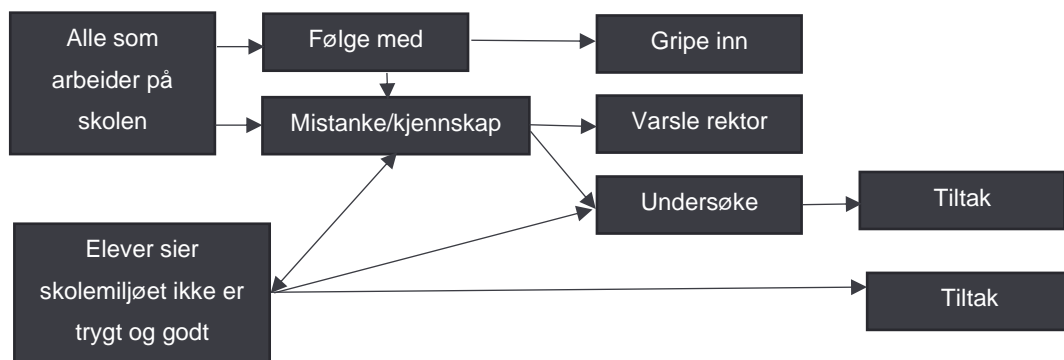 Alle som
arbeider på
skolen
Følge med
Gripe inn
Mistanke/kjennskap
Varsle rektor
Undersøke
Tiltak
Elever sier
skolemiljøet ikke er
trygt og godt
Tiltak